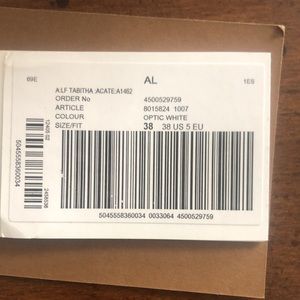 69E
AL
1ES
A:LF TABITHA :ACATE:A1462
ORDER No 4500529759
ARTICLE 8015824 1007
COLOUR OPTIC WHITE
SIZE/FIT 38 38 US 5 EU
5045558360034
5045558360034 0033064 4500529759